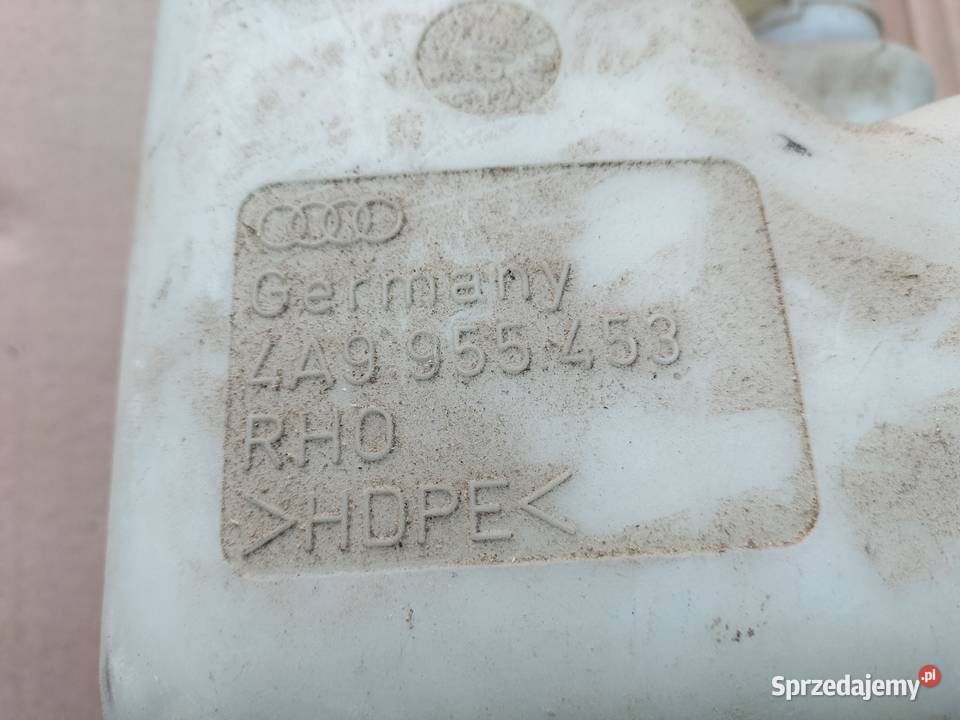 Germany
4A9 955 453
RHO
>HDPE<
Sprzedajemy.pl